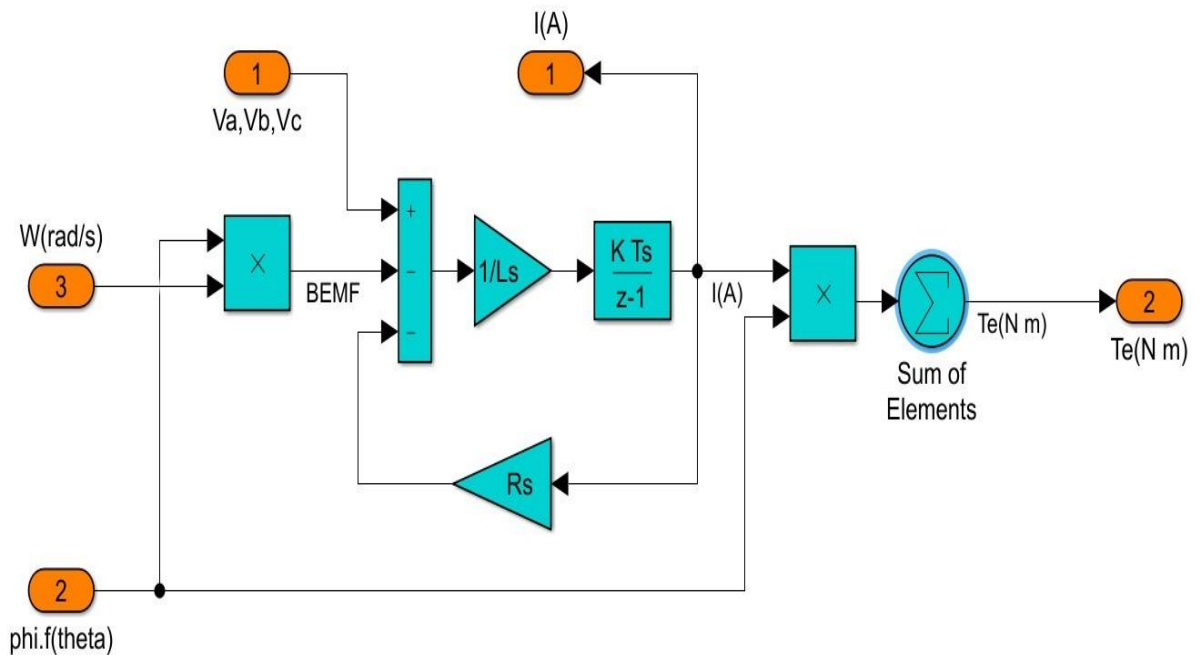 I(A)
1
1
Va,Vb,Vc
W(rad/s)
3
×
BEMF
+
−
−
1/Ls
K Ts
z-1
I(A)
×
Te(N m)
2
Te(N m)
Sum of
Elements
Rs
2
phi.f(theta)